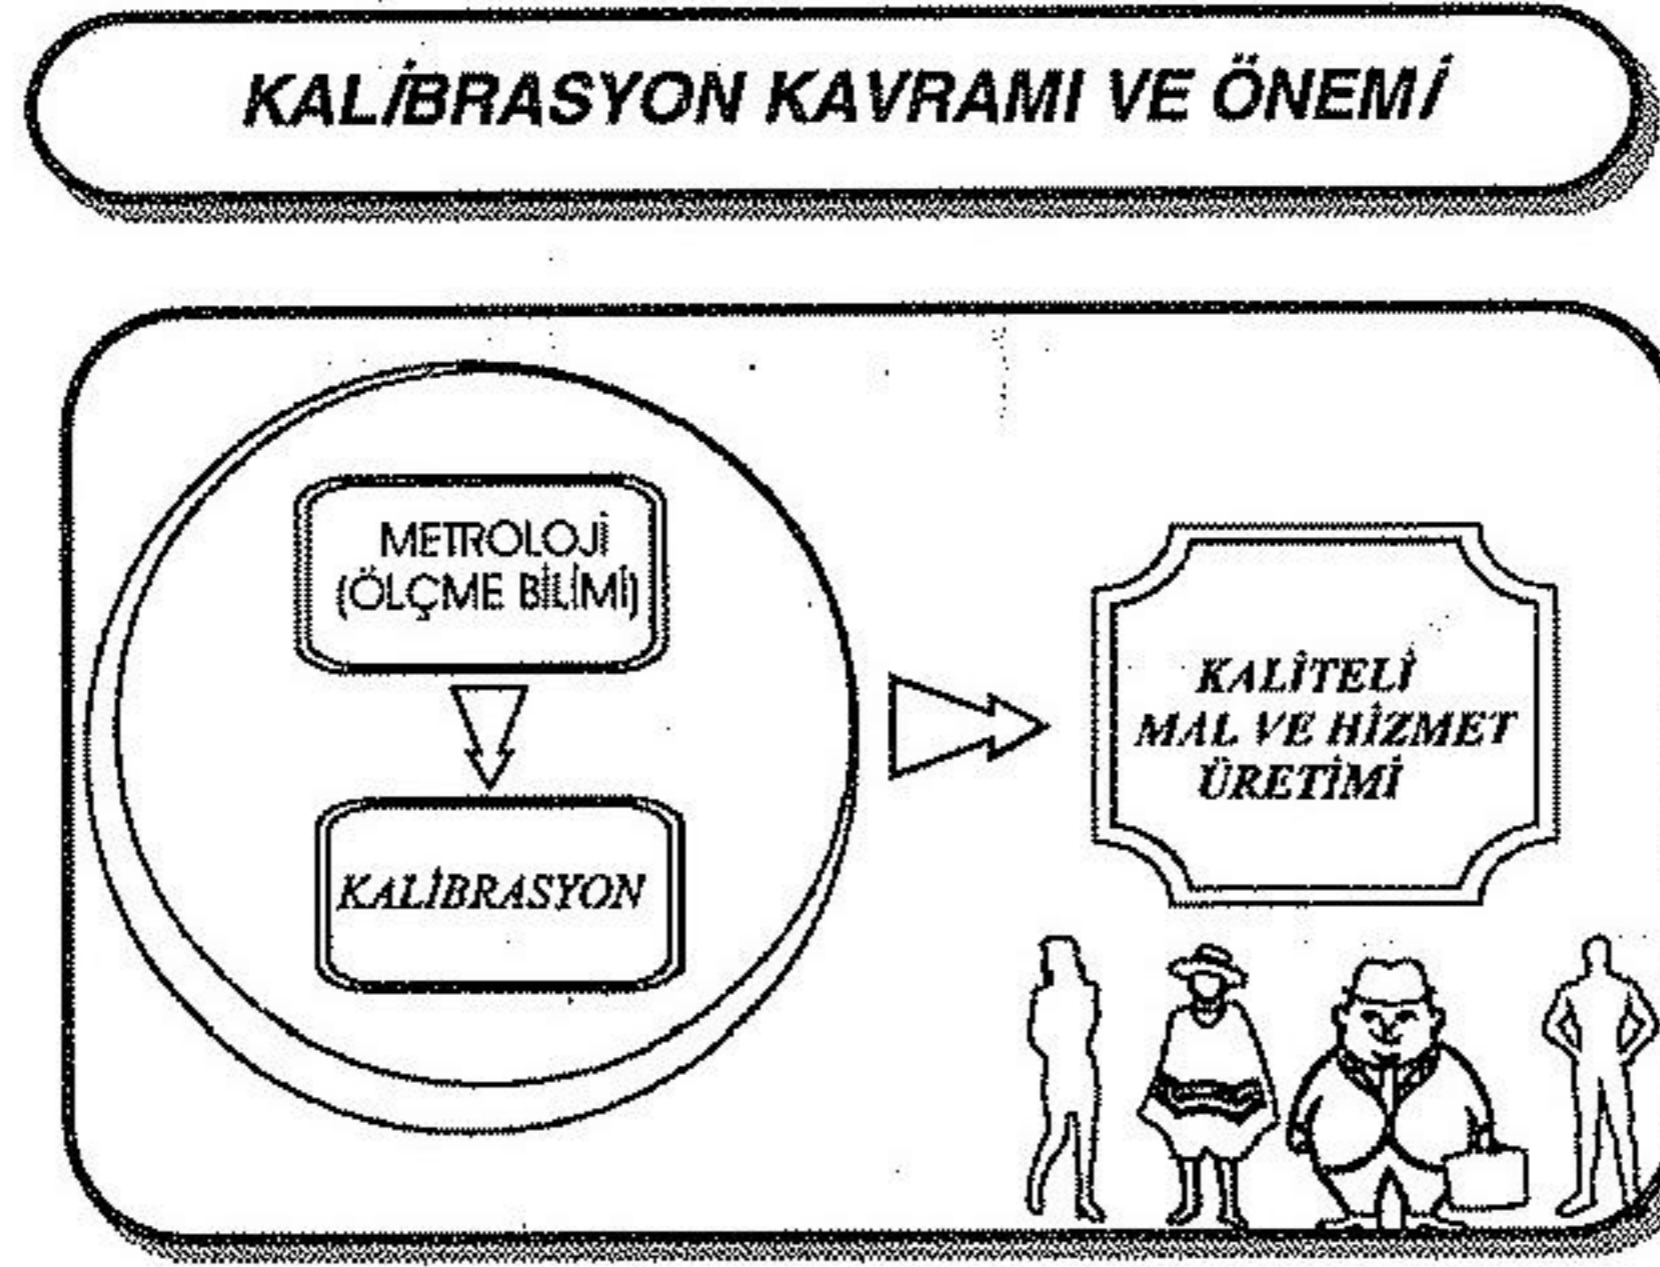 KALİBRASYON KAVRAMI VE ÖNEMİ
METROLOJİ
(ÖLÇME BİLİMİ)
KALİBRASYON
KALİTELİ
MAL VE HİZMET
ÜRETİMİ